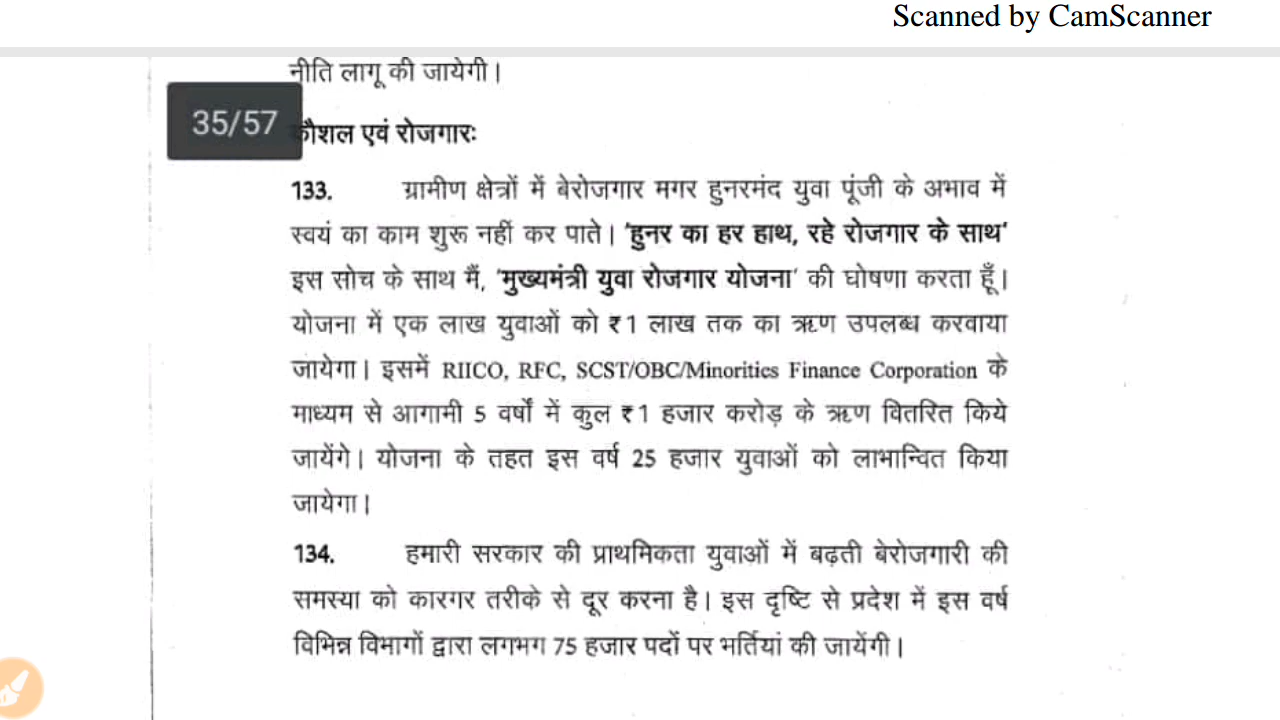 Scanned by CamScanner
नीति लागू की जायेगी।
35/57
कौशल एवं रोजगारः
133. ग्रामीण क्षेत्रों में बेरोजगार मगर हुनरमंद युवा पूंजी के अभाव में
स्वयं का काम शुरू नहीं कर पाते। 'हुनर का हर हाथ, रहे रोजगार के साथ'
इस सोच के साथ मैं, 'मुख्यमंत्री युवा रोजगार योजना' की घोषणा करता हूँ।
योजना में एक लाख युवाओं को ₹1 लाख तक का ऋण उपलब्ध करवाया
जायेगा। इसमें RIICO, RFC, SCST/OBC/Minorities Finance Corporation के
माध्यम से आगामी 5 वर्षों में कुल ₹1 हजार करोड़ के ऋण वितरित किये
जायेंगे। योजना के तहत इस वर्ष 25 हजार युवाओं को लाभान्वित किया
जायेगा।
134. हमारी सरकार की प्राथमिकता युवाओं में बढ़ती बेरोजगारी की
समस्या को कारगर तरीके से दूर करना है। इस दृष्टि से प्रदेश में इस वर्ष
विभिन्न विभागों द्वारा लगभग 75 हजार पदों पर भर्तियां की जायेंगी।